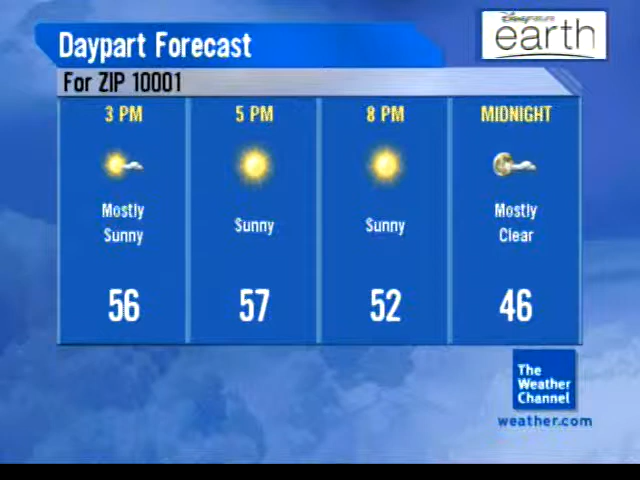 Daypart Forecast
Disneynature
earth
For ZIP 10001
3 PM
5 PM
8 PM
MIDNIGHT
Mostly
Sunny
Sunny
Sunny
Mostly
Clear
56
57
52
46
The
Weather
Channel
weather.com